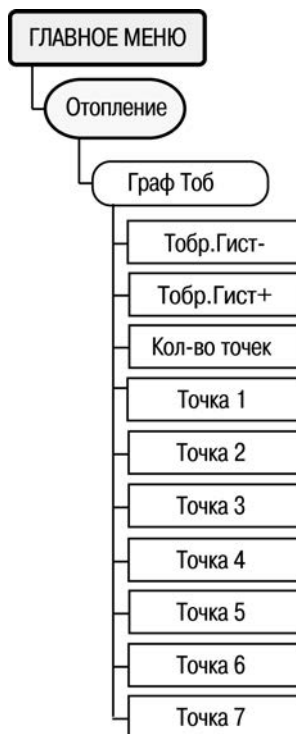 ГЛАВНОЕ МЕНЮ
Отопление
Граф Тоб
Тобр.Гист-
Тобр.Гист+
Кол-во точек
Точка 1
Точка 2
Точка 3
Точка 4
Точка 5
Точка 6
Точка 7